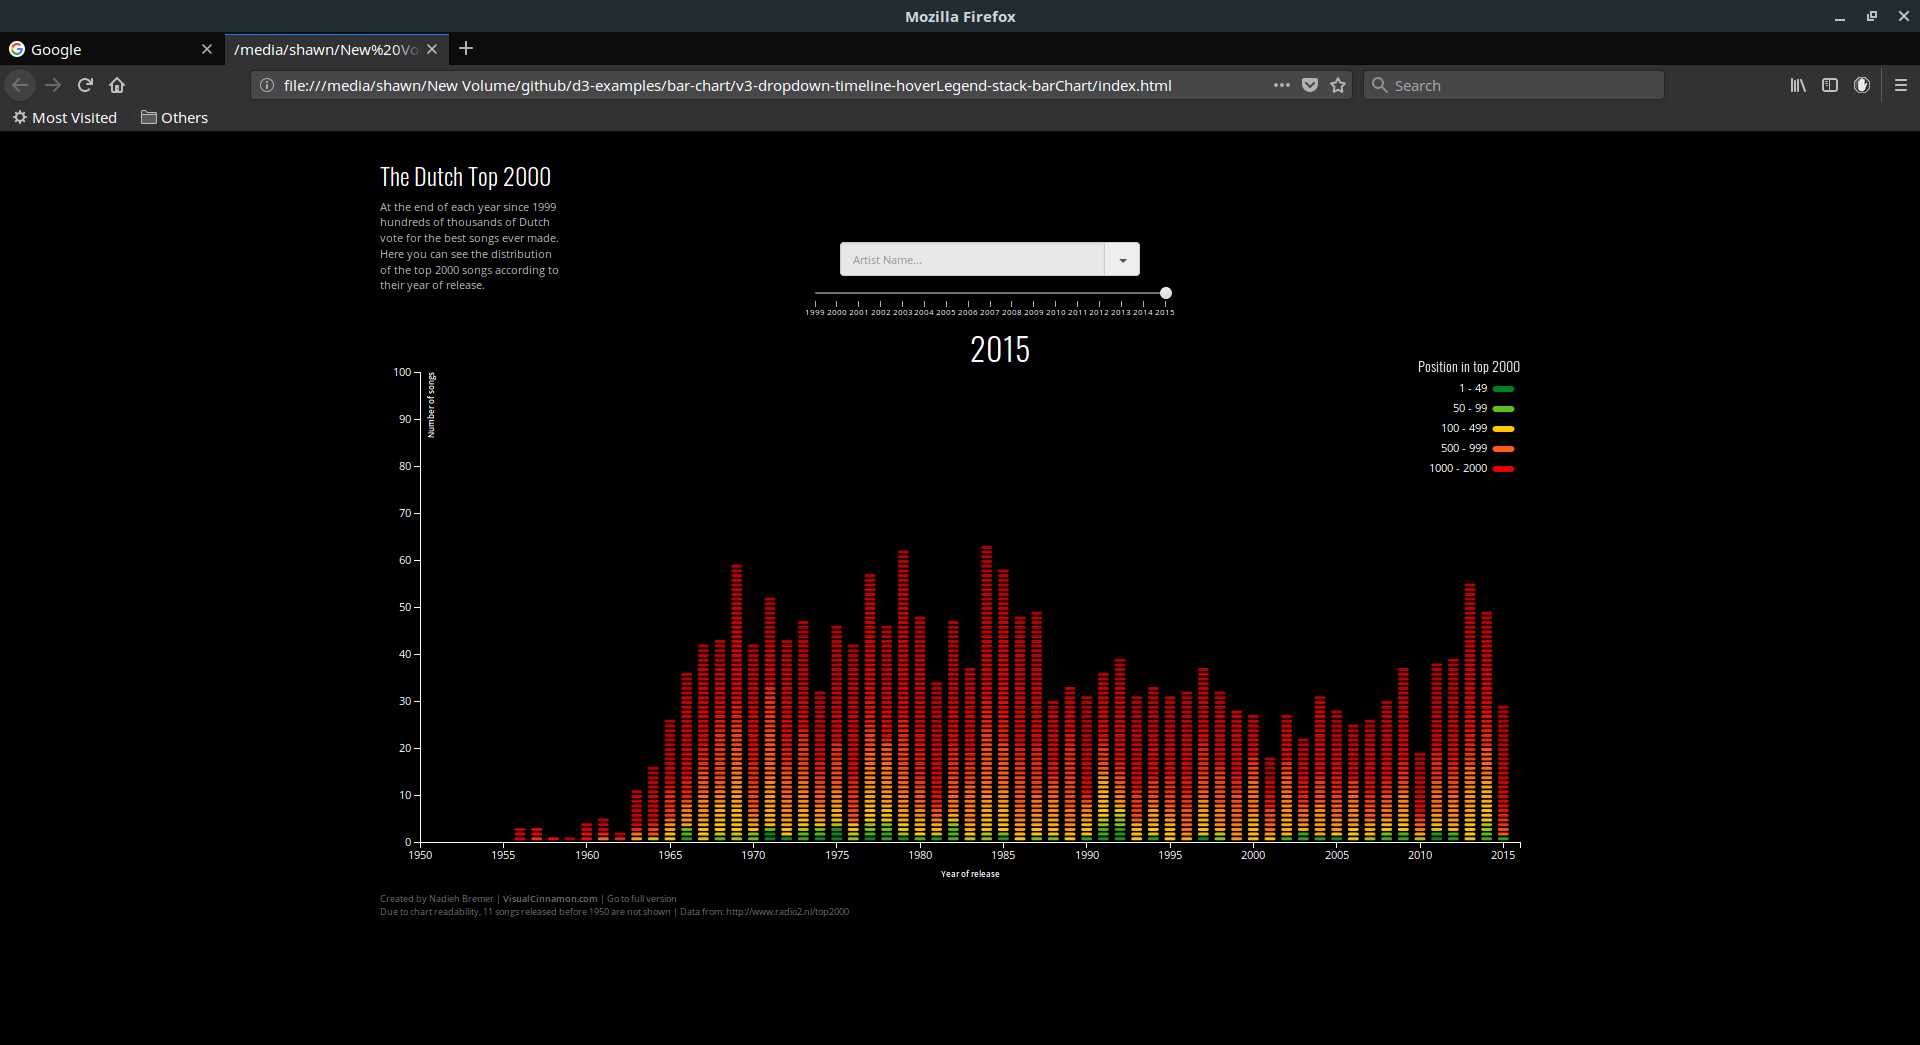 Mozilla Firefox
Google
/media/shawn/New%20Vo
file:///media/shawn/New Volume/github/d3-examples/bar-chart/v3-dropdown-timeline-hoverLegend-stack-barChart/index.html
Search
Most Visited
Others
The Dutch Top 2000
At the end of each year since 1999
hundreds of thousands of Dutch
vote for the best songs ever made.
Here you can see the distribution
of the top 2000 songs according to
their year of release.
Artist Name...
1999 2000 2001 2002 2003 2004 2005 2006 2007 2008 2009 2010 2011 2012 2013 2014 2015
2015
Position in top 2000
1 - 49
50 - 99
100 - 499
500 - 999
1000 - 2000
Number of songs
100
90
80
70
60
50
40
30
20
10
0
1950 1955 1960 1965 1970 1975 1980 1985 1990 1995 2000 2005 2010 2015
Year of release
Created by Nadieh Bremer | VisualCinnamon.com | Go to full version
Due to chart readability, 11 songs released before 1950 are not shown | Data from: http://www.radio2.nl/top2000